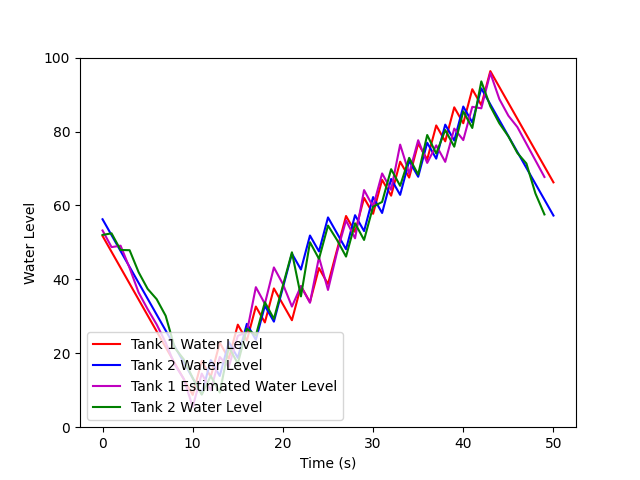 100
80
60
40
20
0
Water Level
Tank 1 Water Level
Tank 2 Water Level
Tank 1 Estimated Water Level
Tank 2 Water Level
0 10 20 30 40 50
Time (s)